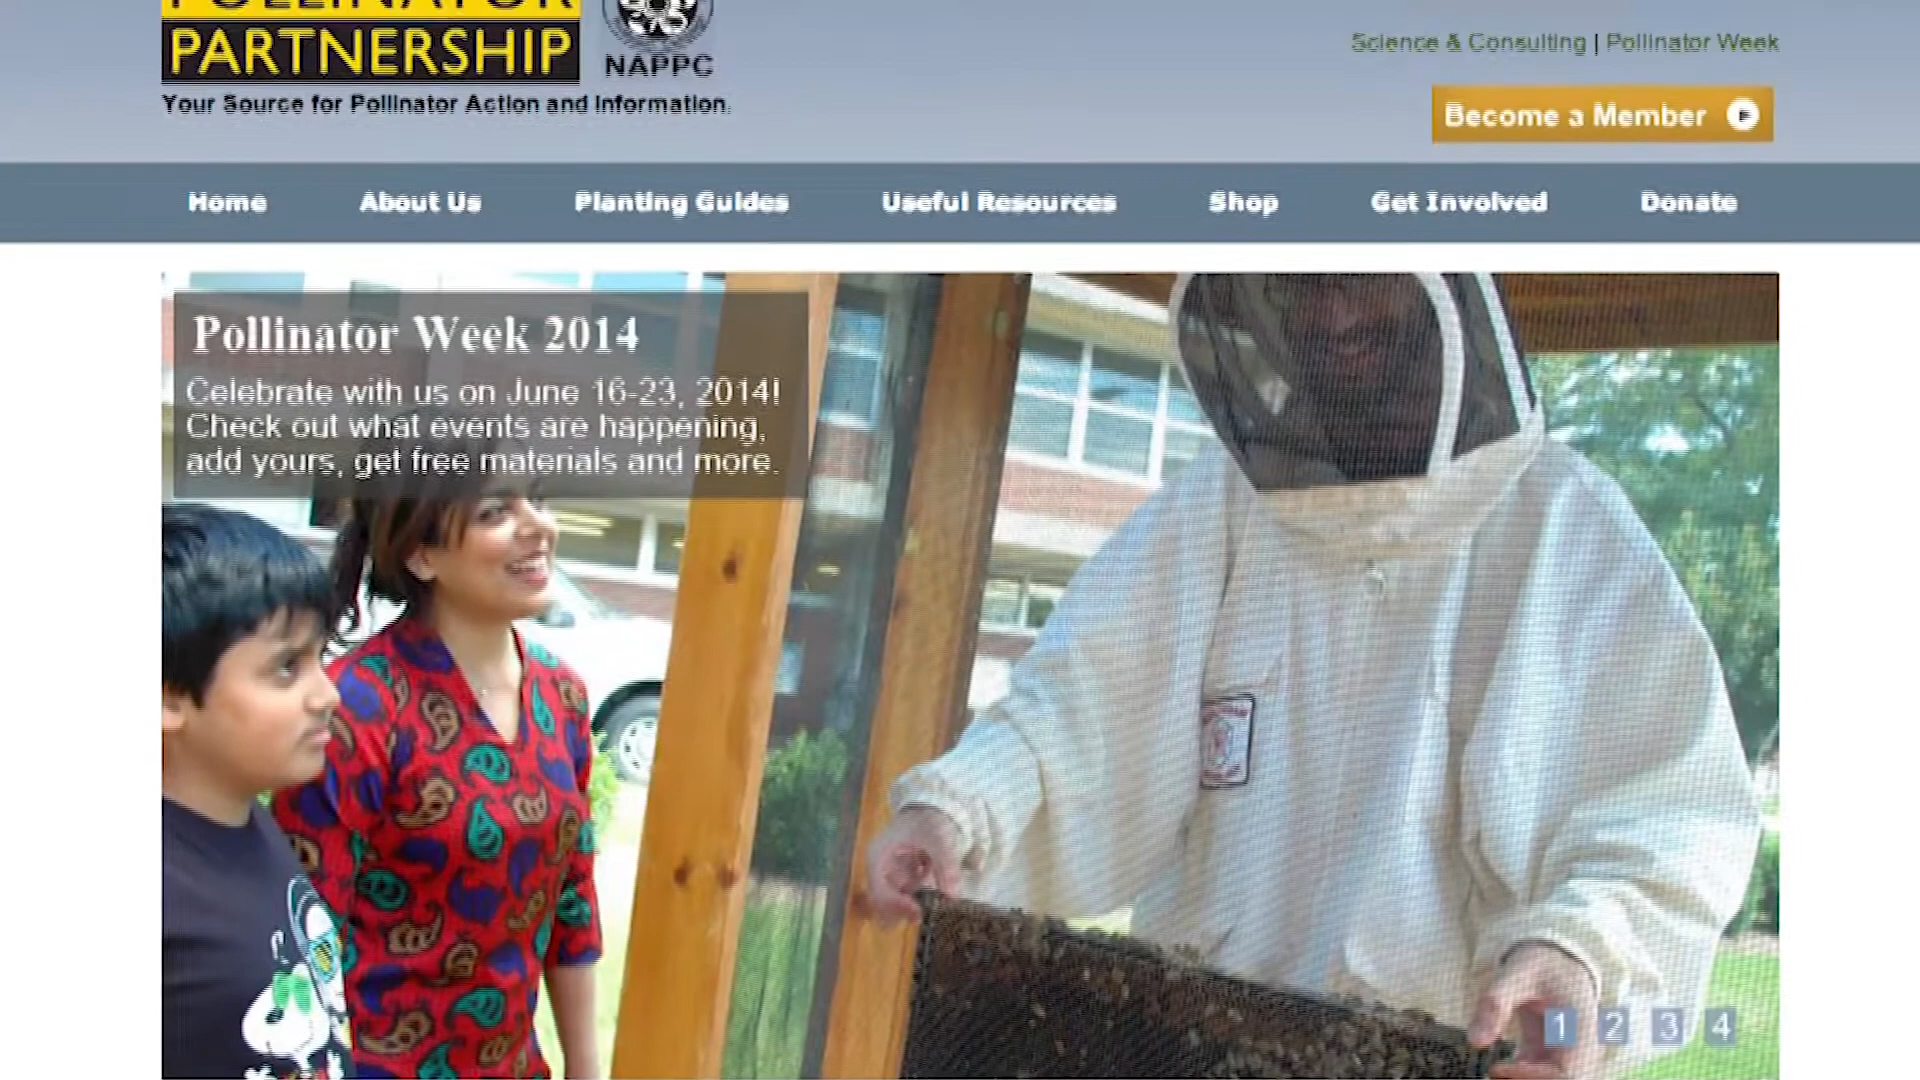 POLLINATOR
PARTNERSHIP
NAPPC
Your Source for Pollinator Action and Information.
Science & Consulting | Pollinator Week
Become a Member
Home About Us Planting Guides Useful Resources Shop Get Involved Donate
Pollinator Week 2014
Celebrate with us on June 16-23, 2014!
Check out what events are happening,
add yours, get free materials and more.
1 2 3 4